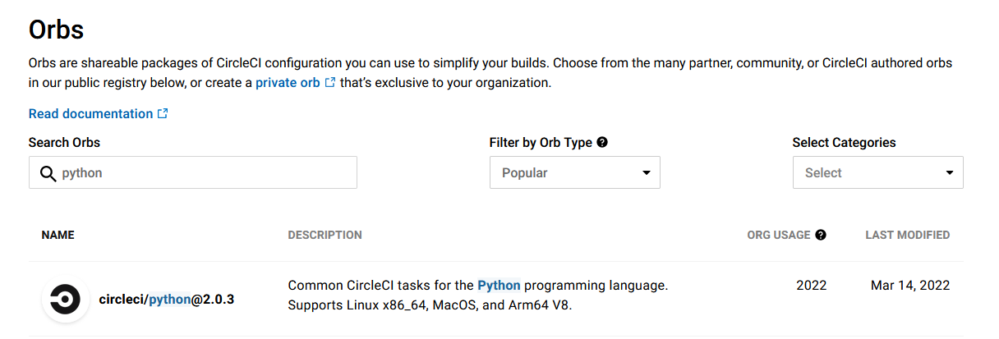 Orbs
Orbs are shareable packages of CircleCI configuration you can use to simplify your builds. Choose from the many partner, community, or CircleCI authored orbs
in our public registry below, or create a private orb that’s exclusive to your organization.
Read documentation
Search Orbs
python
Filter by Orb Type
Popular
Select Categories
Select
NAME DESCRIPTION ORG USAGE LAST MODIFIED
circleci/python@2.0.3
Common CircleCI tasks for the Python programming language.
Supports Linux x86_64, MacOS, and Arm64 V8.
2022
Mar 14, 2022